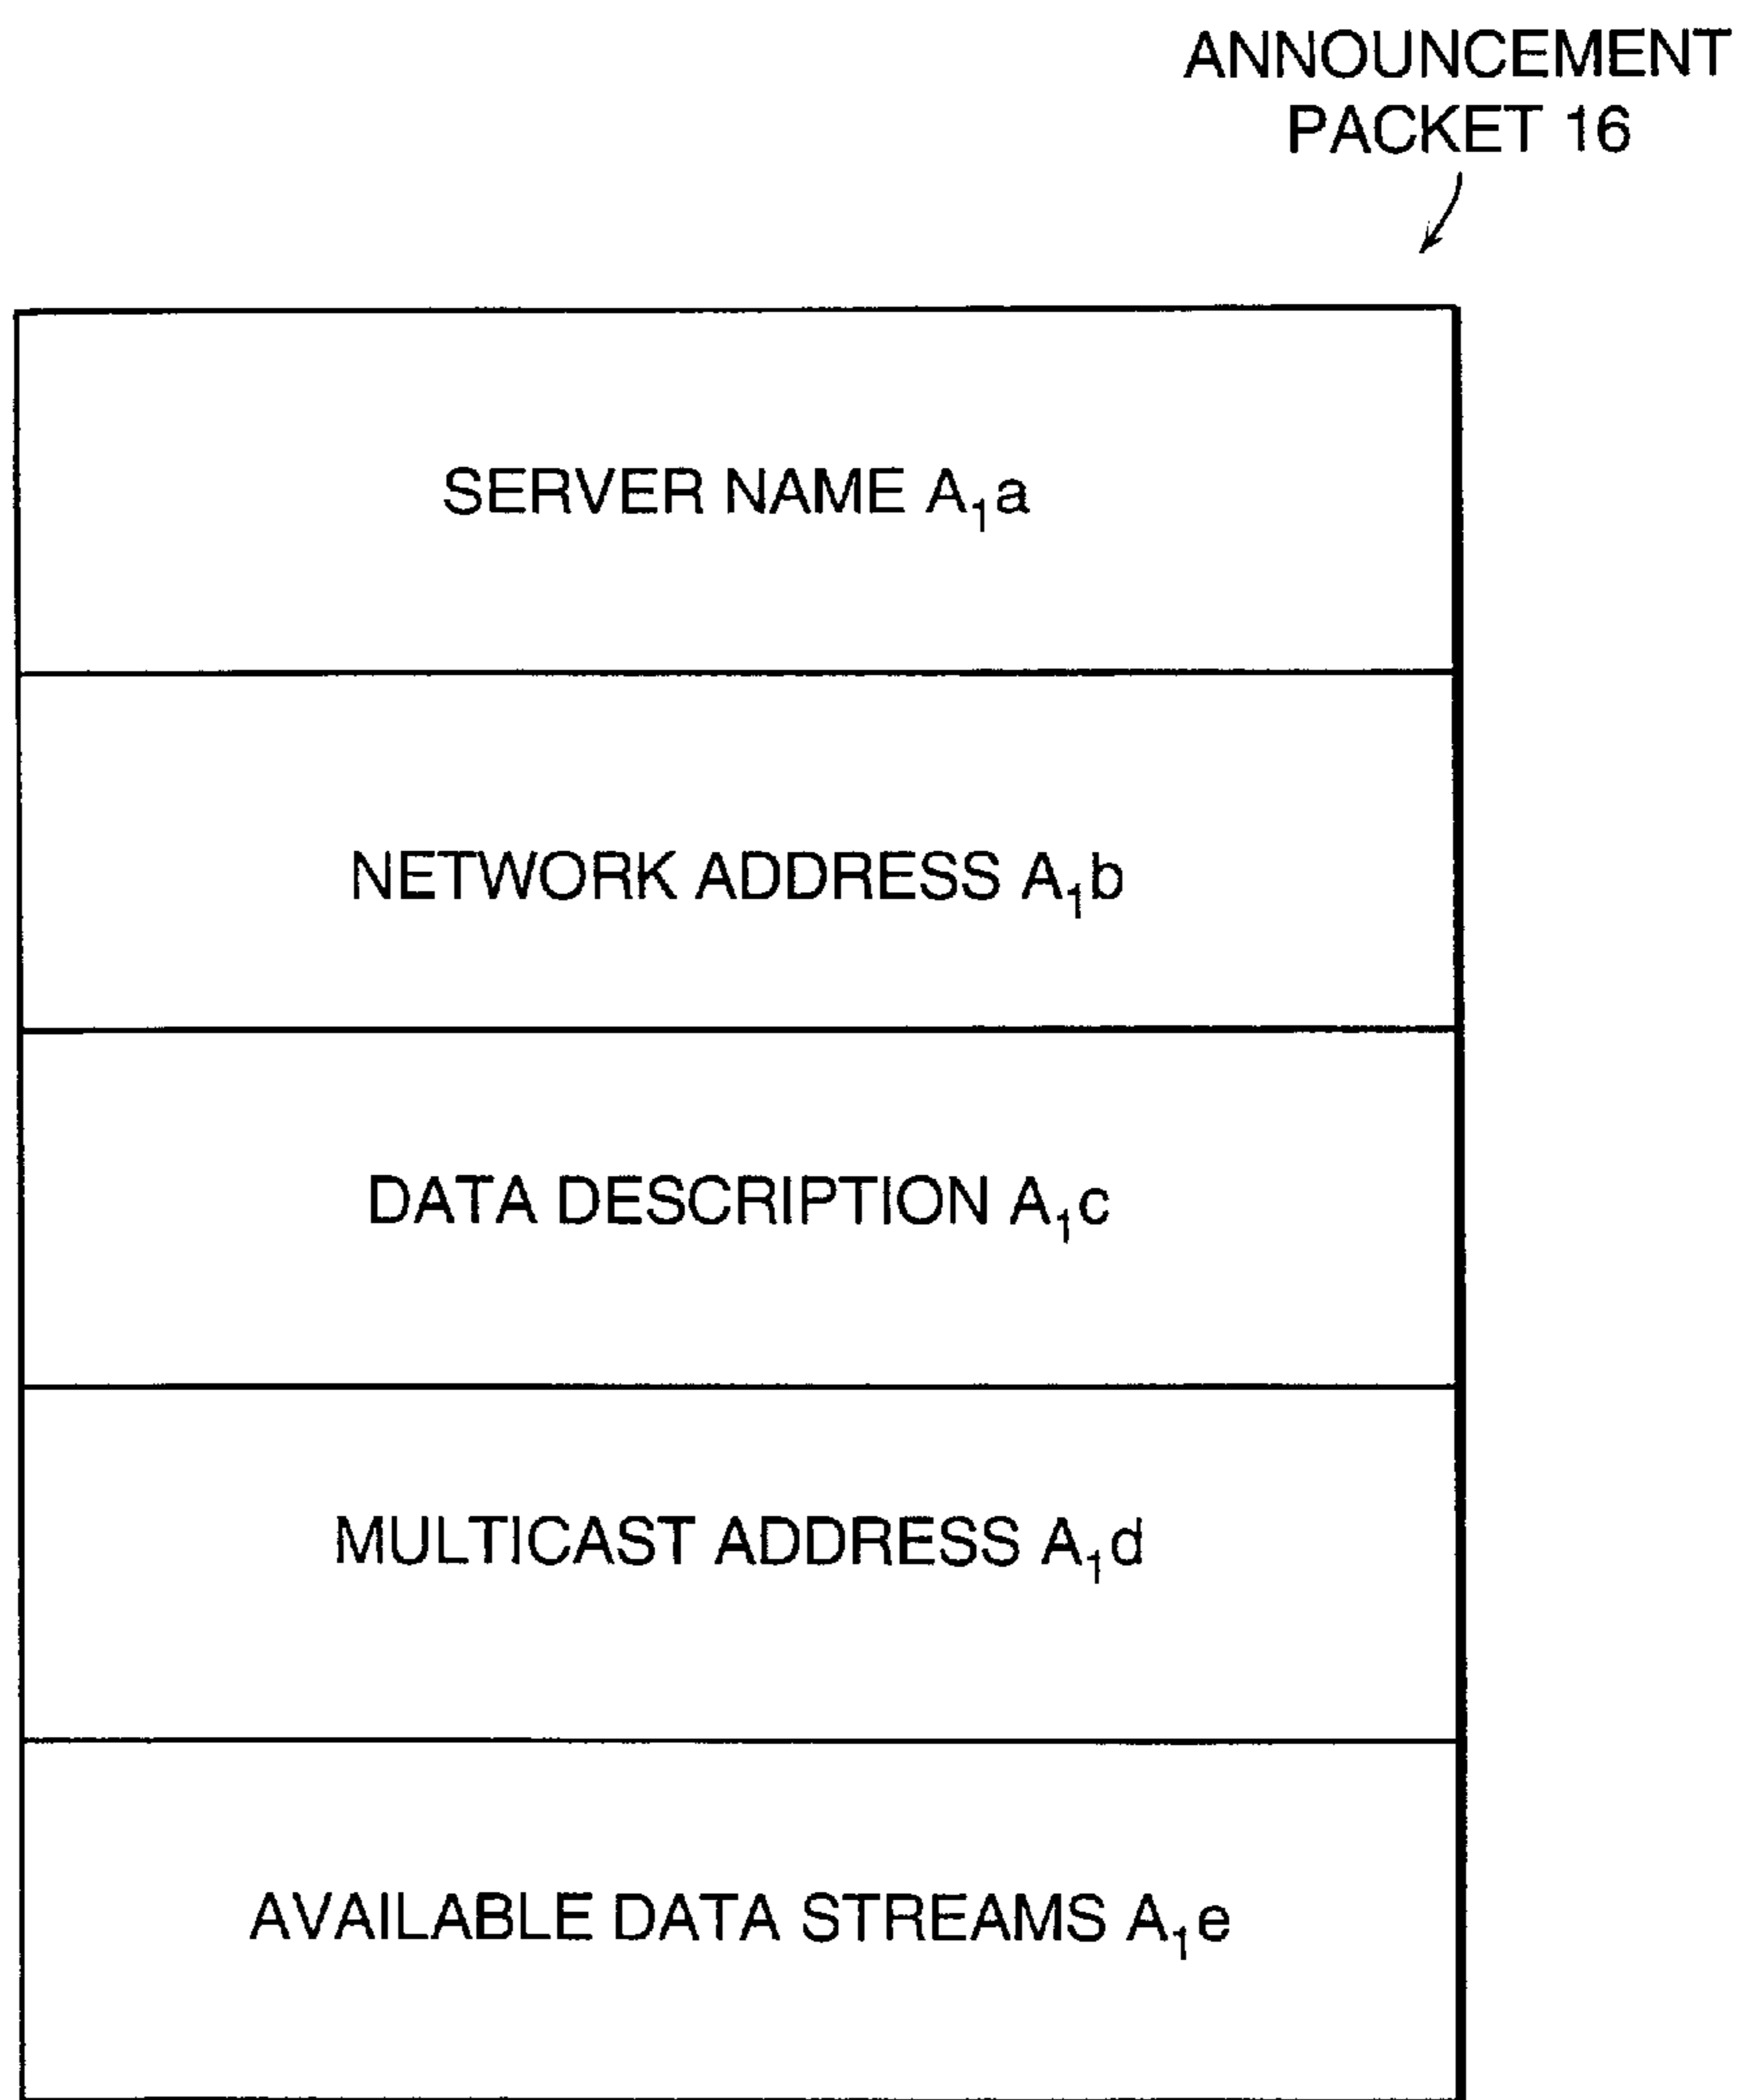 ANNOUNCEMENT
PACKET 16
SERVER NAME A₁a
NETWORK ADDRESS A₁b
DATA DESCRIPTION A₁c
MULTICAST ADDRESS A₁d
AVAILABLE DATA STREAMS A₁e